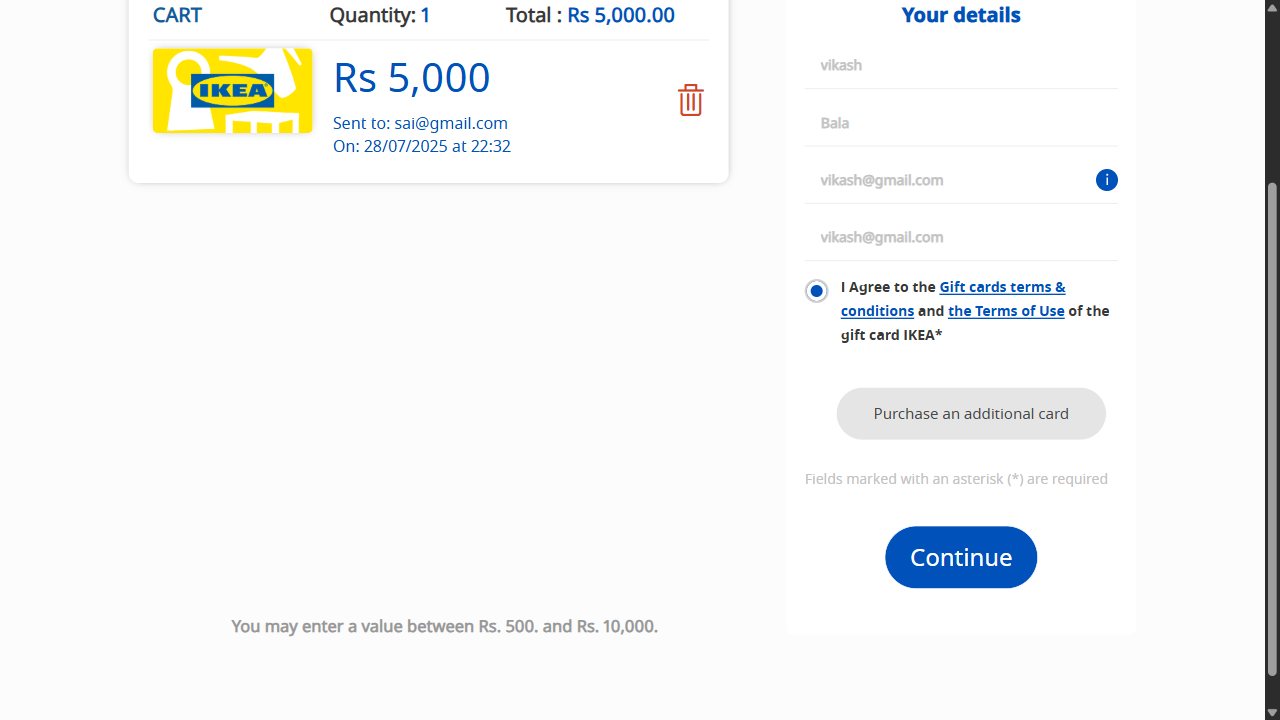 CART Quantity: 1 Total : Rs 5,000.00
IKEA
Rs 5,000
Sent to: sai@gmail.com
On: 28/07/2025 at 22:32
You may enter a value between Rs. 500. and Rs. 10,000.
Your details
vikash
Bala
vikash@gmail.com
i
vikash@gmail.com
I Agree to the Gift cards terms &
conditions and the Terms of Use of the
gift card IKEA*
Purchase an additional card
Fields marked with an asterisk (*) are required
Continue